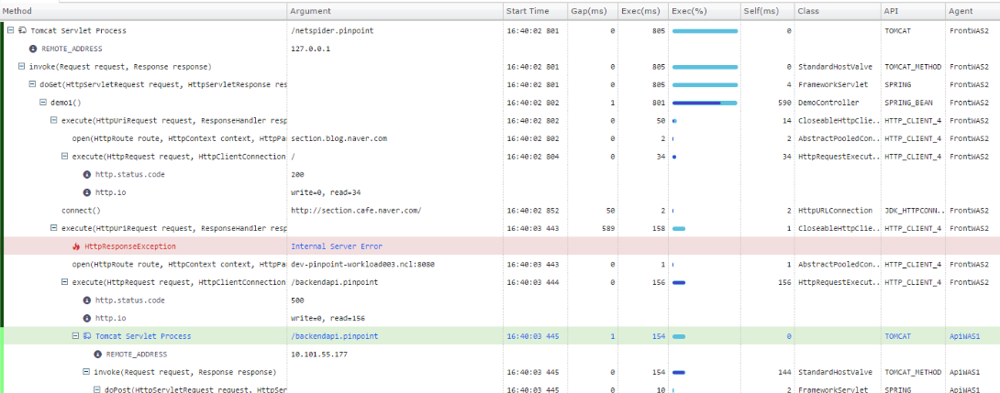 Method Argument Start Time Gap(ms) Exec(ms) Exec(%) Self(ms) Class API Agent
Tomcat Servlet Process /netspider.pinpoint 16:40:02 801 0 805 0 TOMCAT FrontWAS2
REMOTE_ADDRESS 127.0.0.1
invoke(Request request, Response response) 16:40:02 801 0 805 0 StandardHostValve TOMCAT_METHOD FrontWAS2
doGet(HttpServletRequest request, HttpServletResponse res 16:40:02 801 0 805 4 FrameworkServlet SPRING FrontWAS2
demo1() 16:40:02 802 1 801 590 DemoController SPRING_BEAN FrontWAS2
execute(HttpUriRequest request, ResponseHandler resp 16:40:02 802 0 50 14 CloseableHttpClie.. HTTP_CLIENT_4 FrontWAS2
open(HttpRoute route, HttpContext context, HttpPa section.blog.naver.com 16:40:02 802 0 2 2 AbstractPooledCon.. HTTP_CLIENT_4 FrontWAS2
execute(HttpRequest request, HttpClientConnection / 16:40:02 804 0 34 34 HttpRequestExecut.. HTTP_CLIENT_4 FrontWAS2
http.status.code 200
http.io write=0, read=34
connect() http://section.cafe.naver.com/ 16:40:02 852 50 2 2 HttpURLConnection JDK_HTTPCONN.. FrontWAS2
execute(HttpUriRequest request, ResponseHandler resp 16:40:03 443 589 158 1 CloseableHttpClie.. HTTP_CLIENT_4 FrontWAS2
HttpResponseException Internal Server Error
open(HttpRoute route, HttpContext context, HttpPa dev-pinpoint-workload003.ncl:8080 16:40:03 443 0 1 1 AbstractPooledCon.. HTTP_CLIENT_4 FrontWAS2
execute(HttpRequest request, HttpClientConnection /backendapi.pinpoint 16:40:03 444 0 156 156 HttpRequestExecut.. HTTP_CLIENT_4 FrontWAS2
http.status.code 500
http.io write=0, read=156
Tomcat Servlet Process /backendapi.pinpoint 16:40:03 445 1 154 0 TOMCAT ApiWAS1
REMOTE_ADDRESS 10.101.55.177
invoke(Request request, Response response) 16:40:03 445 0 154 144 StandardHostValve TOMCAT_METHOD ApiWAS1
doPost(HttpServletRequest request, HttpSer 16:40:03 445 0 10 2 FrameworkServlet SPRING ApiWAS1